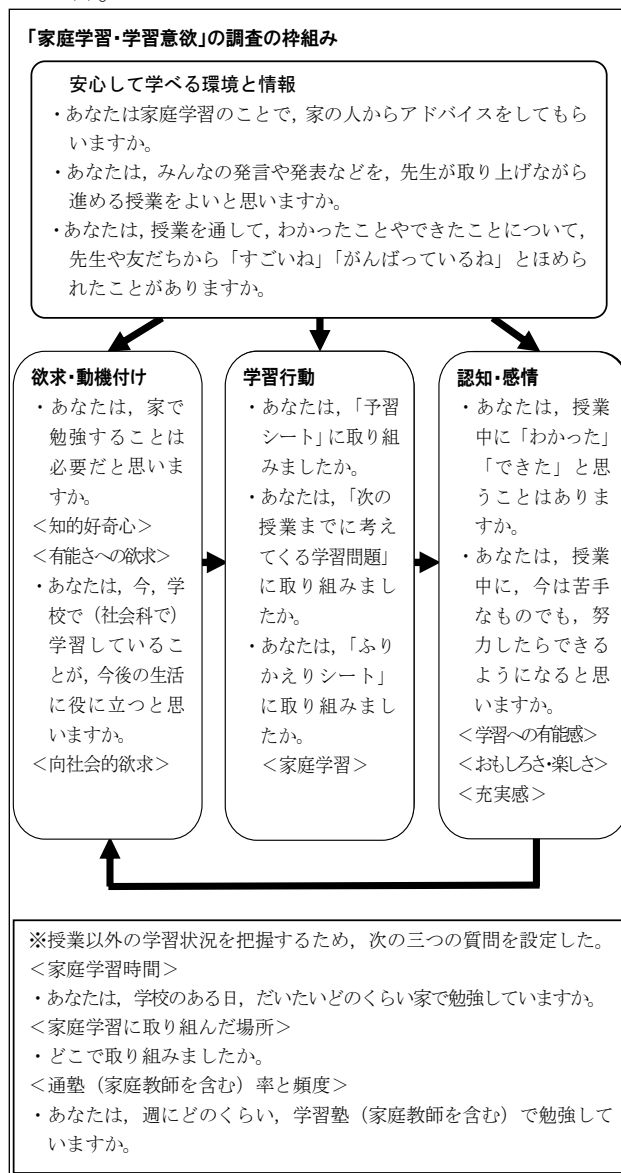 「家庭学習・学習意欲」の調査の枠組み
安心して学べる環境と情報
・あなたは家庭学習のことで，家の人からアドバイスをしてもら
いますか。
・あなたは，みんなの発言や発表などを，先生が取り上げながら
進める授業をよいと思いますか。
・あなたは，授業を通して，わかったことやできたことについて，
先生や友だちから「すごいね」「がんばっているね」とほめら
れたことがありますか。
欲求・動機付け
・あなたは，家で
勉強することは
必要だと思いま
すか。
＜知的好奇心＞
＜有能さへの欲求＞
・あなたは，今，学
校で（社会科で）
学習しているこ
とが，今後の生活
に役に立つと思
いますか。
＜向社会的欲求＞
学習行動
・あなたは，「予習
シート」に取り組
みましたか。
・あなたは，「次の
授業までに考え
てくる学習問題」
に取り組みまし
たか。
・あなたは，「ふり
かえりシート」
に取り組みまし
たか。
＜家庭学習＞
認知・感情
・あなたは，授業
中に「わかった」
「できた」と思
うことはありま
すか。
・あなたは，授業
中に，今は苦手
なものでも，努
力したらできる
ようになると思
いますか。
＜学習への有能感＞
＜おもしろさ・楽しさ＞
＜充実感＞
※授業以外の学習状況を把握するため，次の三つの質問を設定した。
＜家庭学習時間＞
・あなたは，学校のある日，だいたいどのくらい家で勉強していますか。
＜家庭学習に取り組んだ場所＞
・どこで取り組みましたか。
＜通塾（家庭教師を含む）率と頻度＞
・あなたは，週にどのくらい，学習塾（家庭教師を含む）で勉強して
いますか。